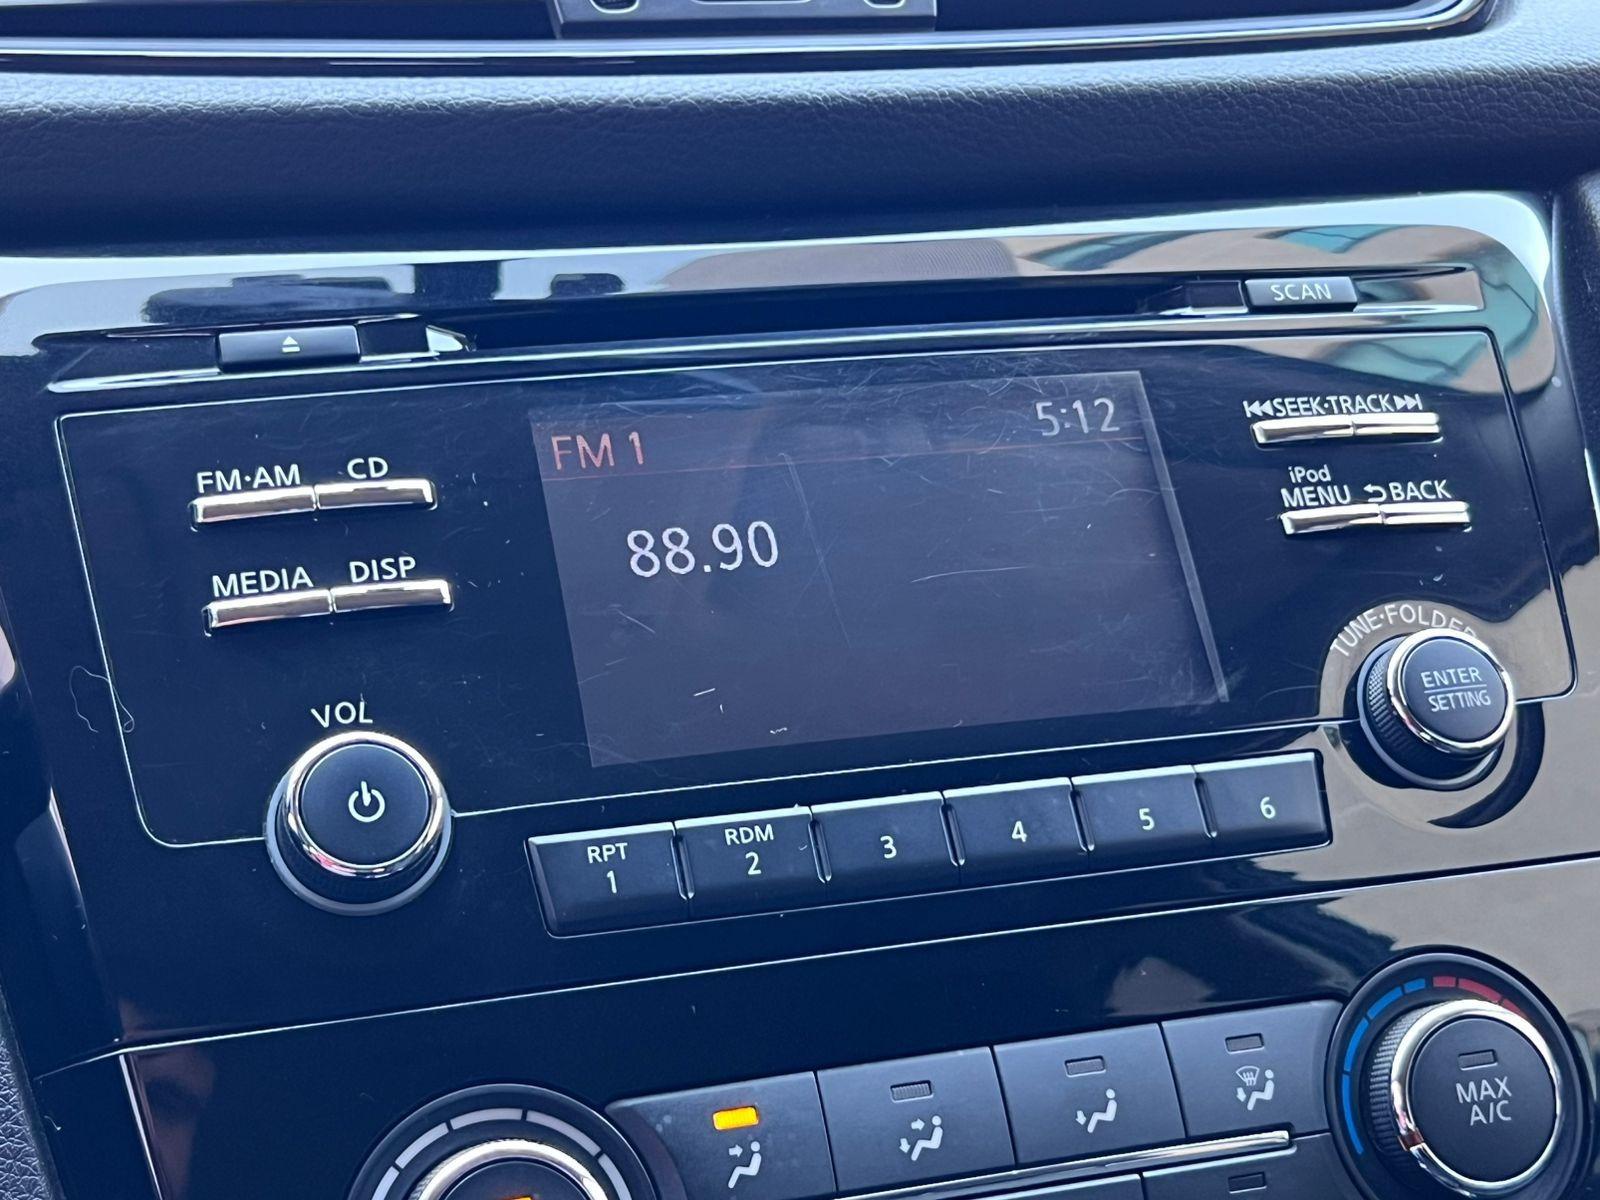 SCAN
FM 1
5:12
88.90
FM·AM
CD
MEDIA
DISP
VOL
SEEK·TRACK
iPod
MENU
BACK
TUNE·FOLDER
ENTER
SETTING
RPT
1
RDM
2
3
4
5
6
MAX
A/C